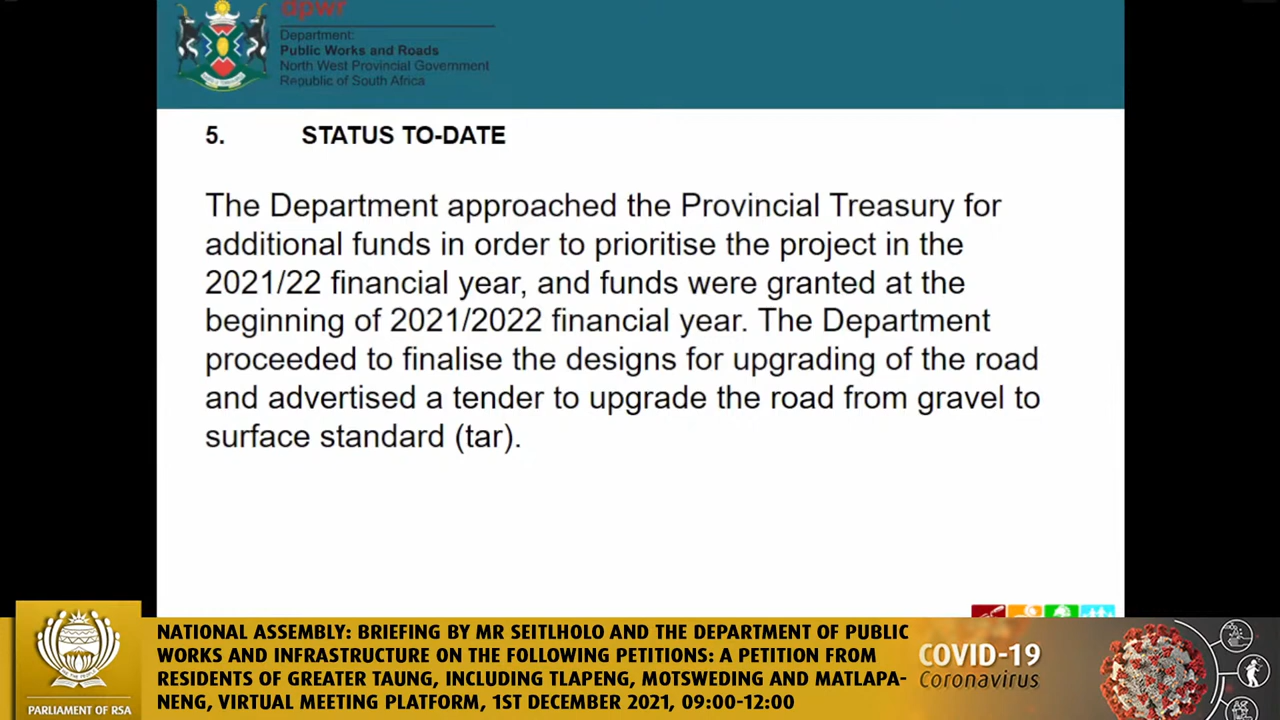 dpwr
Department:
Public Works and Roads
North West Provincial Government
Republic of South Africa
5. STATUS TO-DATE
The Department approached the Provincial Treasury for
additional funds in order to prioritise the project in the
2021/22 financial year, and funds were granted at the
beginning of 2021/2022 financial year. The Department
proceeded to finalise the designs for upgrading of the road
and advertised a tender to upgrade the road from gravel to
surface standard (tar).
PARLIAMENT OF RSA
NATIONAL ASSEMBLY: BRIEFING BY MR SEITLHOLO AND THE DEPARTMENT OF PUBLIC
WORKS AND INFRASTRUCTURE ON THE FOLLOWING PETITIONS: A PETITION FROM
RESIDENTS OF GREATER TAUNG, INCLUDING TLAPENG, MOTSWEDING AND MATLAPA-
NENG, VIRTUAL MEETING PLATFORM, 1ST DECEMBER 2021, 09:00-12:00
COVID-19
Coronavirus